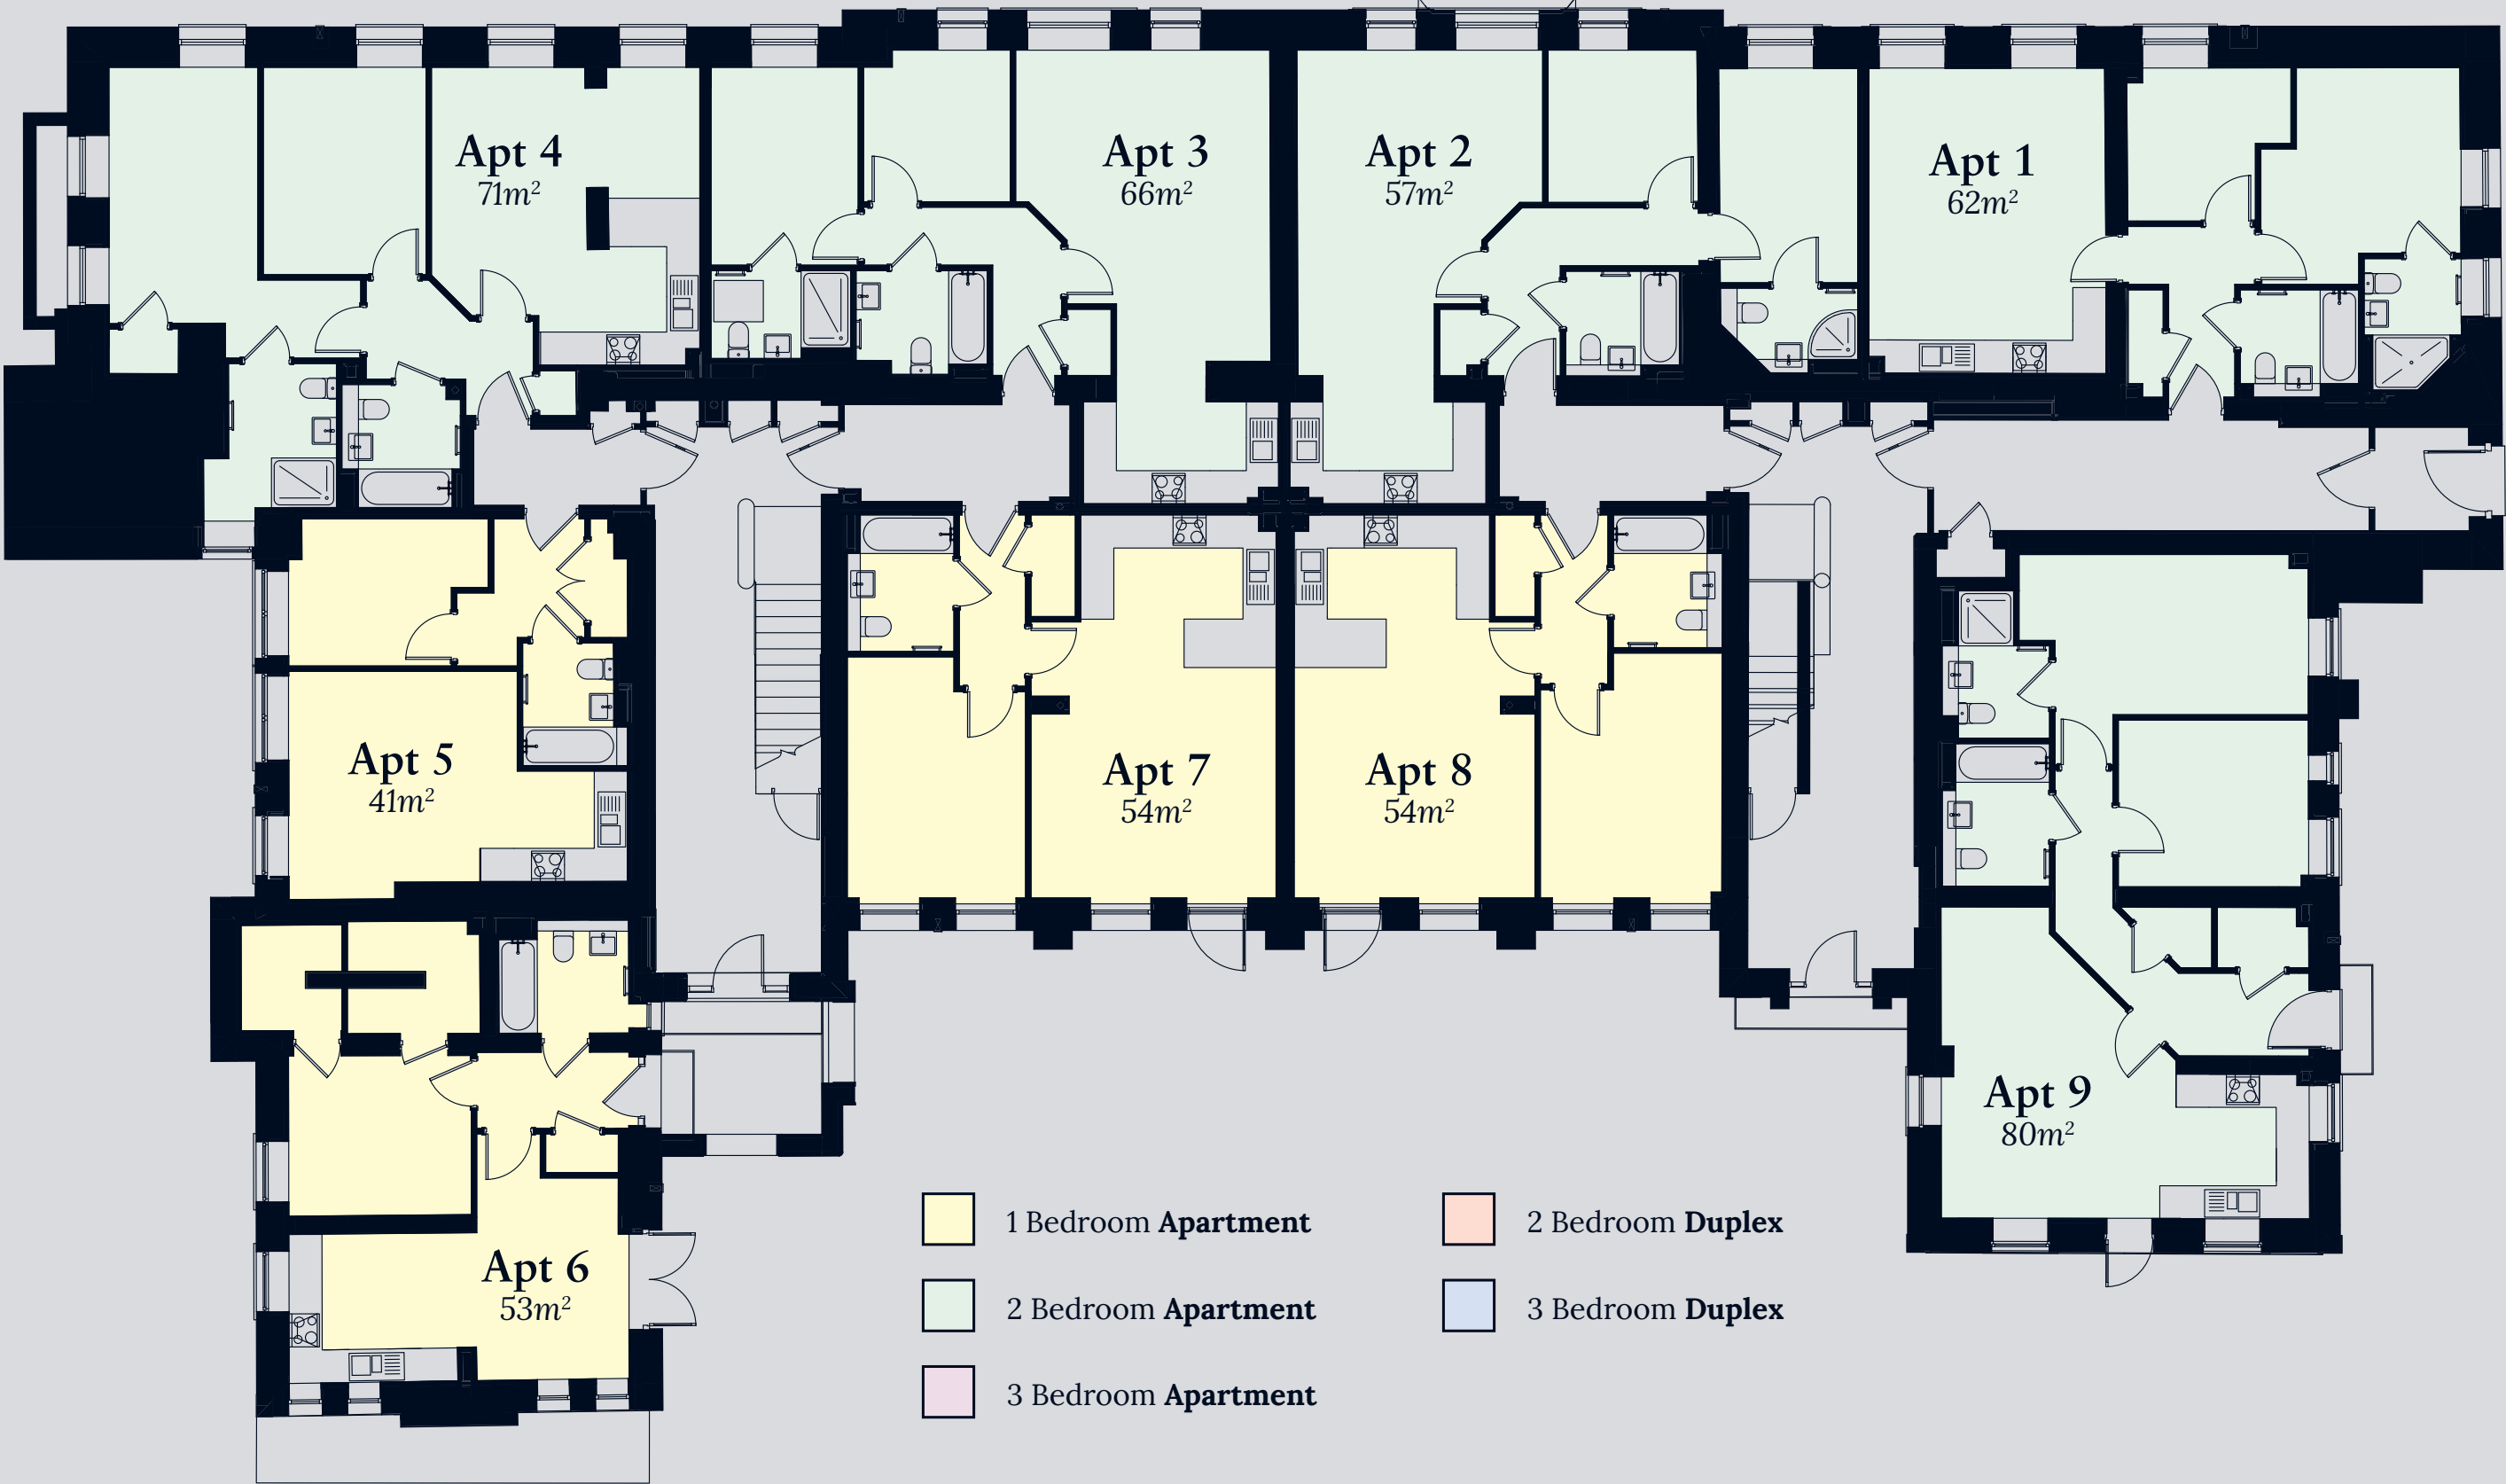 Apt 4
71m²
Apt 3
66m²
Apt 2
57m²
Apt 1
62m²
Apt 5
41m²
Apt 7
54m²
Apt 8
54m²
Apt 9
80m²
Apt 6
53m²
1 Bedroom Apartment
2 Bedroom Apartment
3 Bedroom Apartment
2 Bedroom Duplex
3 Bedroom Duplex